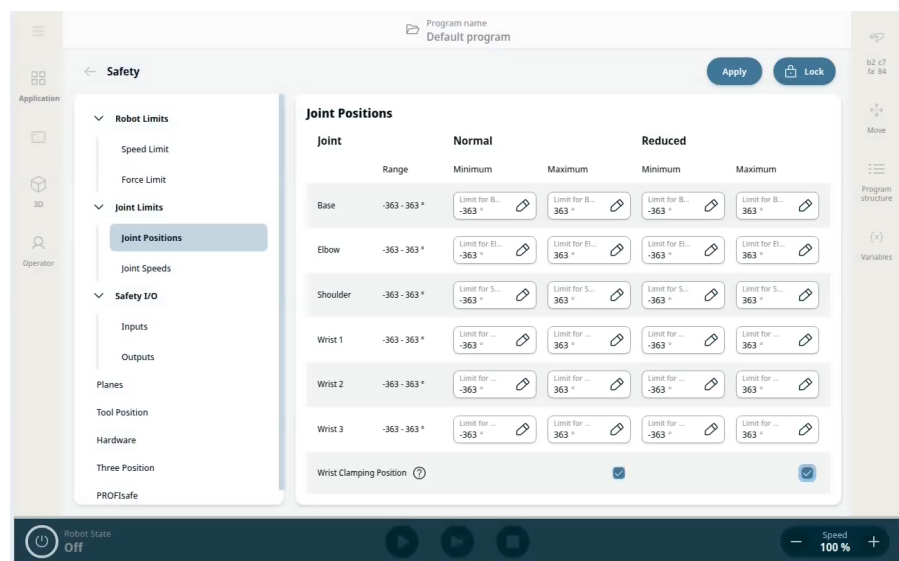 Program name
Default program
Safety
Apply
Lock
b2 c7
fa 84
Application
3D
Operator
Move
Program
structure
{x}
Variables
Robot Limits
Speed Limit
Force Limit
Joint Limits
Joint Positions
Joint Speeds
Safety I/O
Inputs
Outputs
Planes
Tool Position
Hardware
Three Position
PROFIsafe
Joint Positions
Joint Normal Reduced
Range Minimum Maximum Minimum Maximum
Limit for B... Limit for B... Limit for B... Limit for B...
Base -363 - 363 ° -363 ° 363 ° -363 ° 363 °
Limit for El... Limit for El... Limit for El... Limit for El...
Elbow -363 - 363 ° -363 ° 363 ° -363 ° 363 °
Limit for S... Limit for S... Limit for S... Limit for S...
Shoulder -363 - 363 ° -363 ° 363 ° -363 ° 363 °
Limit for ... Limit for ... Limit for ... Limit for ...
Wrist 1 -363 - 363 ° -363 ° 363 ° -363 ° 363 °
Limit for ... Limit for ... Limit for ... Limit for ...
Wrist 2 -363 - 363 ° -363 ° 363 ° -363 ° 363 °
Limit for ... Limit for ... Limit for ... Limit for ...
Wrist 3 -363 - 363 ° -363 ° 363 ° -363 ° 363 °
Wrist Clamping Position ?
Robot State
Off
Speed
− 100 % +